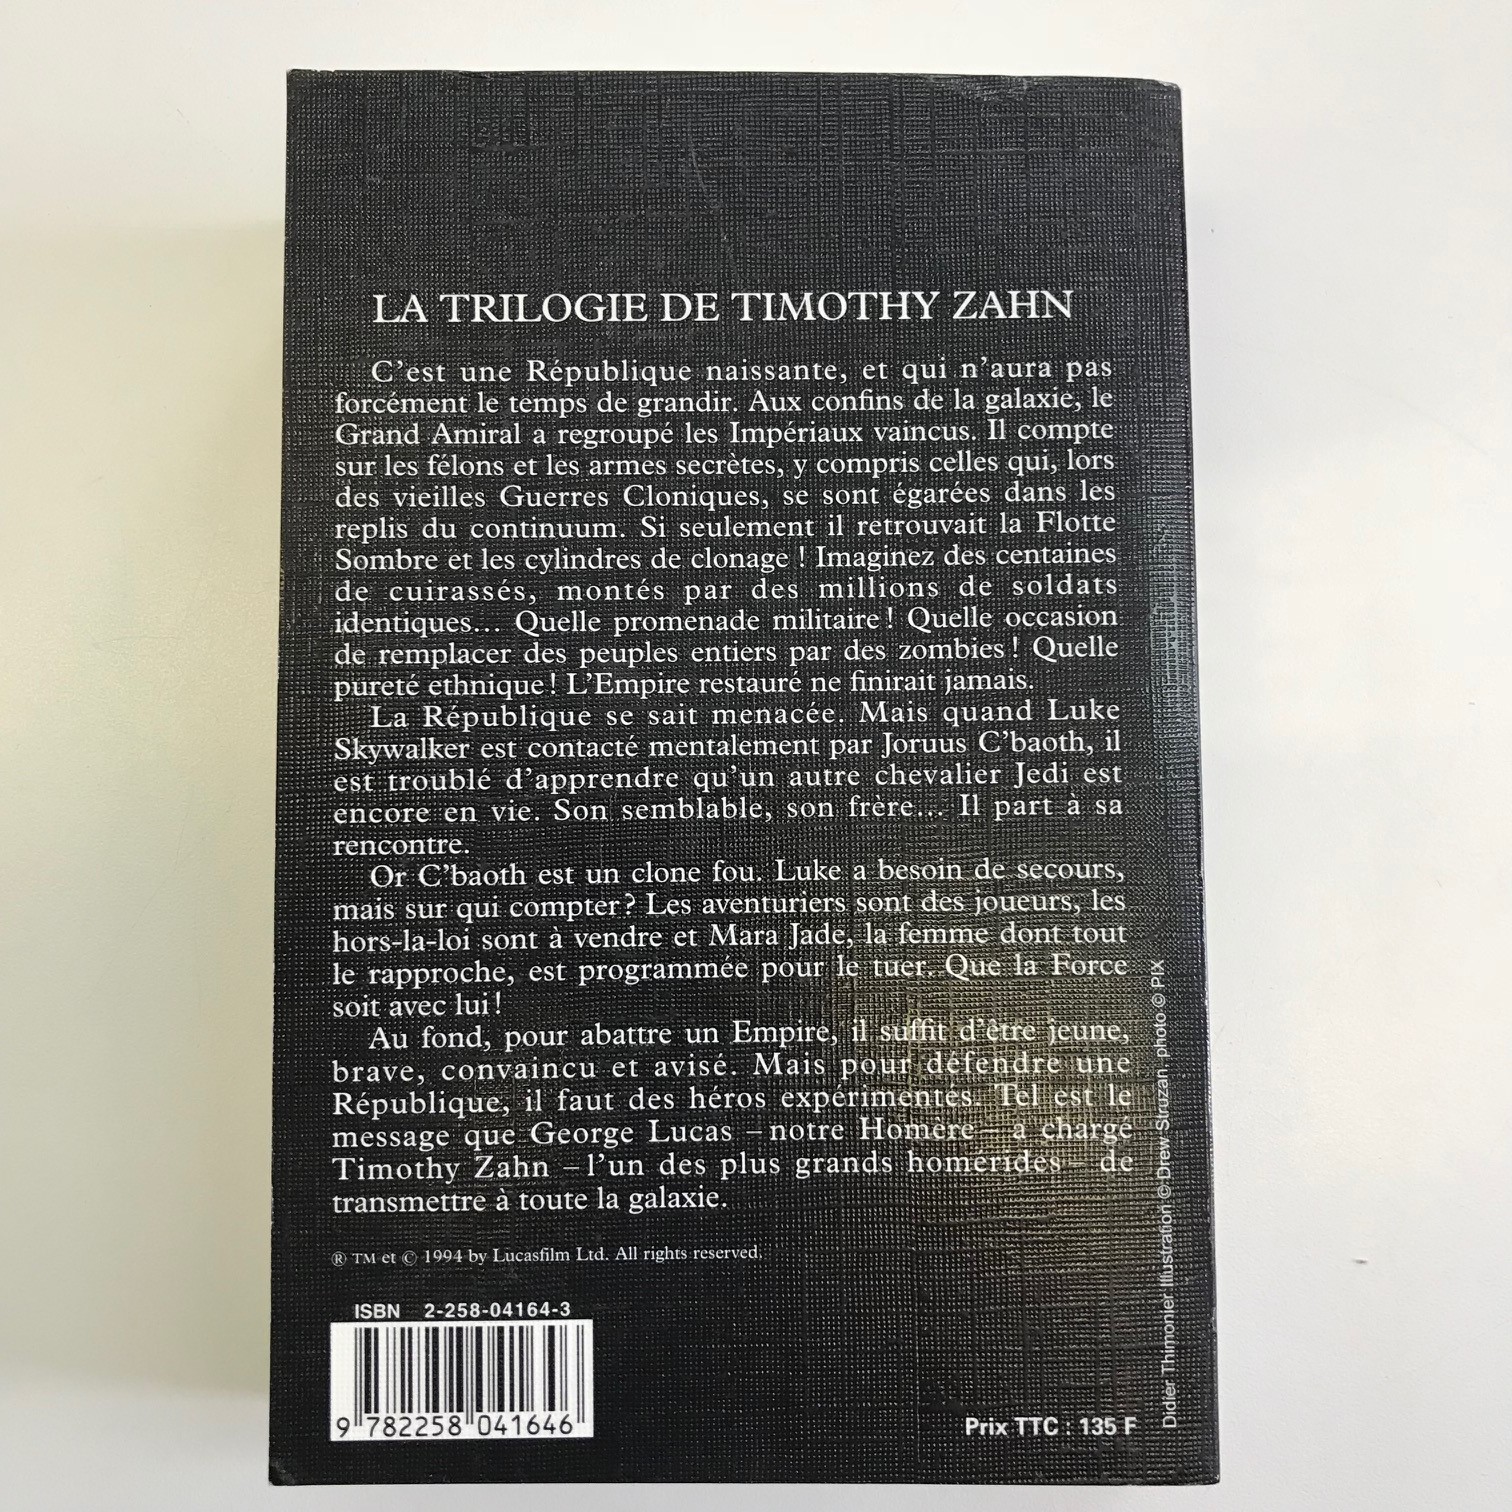 LA TRILOGIE DE TIMOTHY ZAHN
C'est une République naissante, et qui n'aura pas
forcément le temps de grandir. Aux confins de la galaxie, le
Grand Amiral a regroupé les Impériaux vaincus. Il compte
sur les félons et les armes secrètes, y compris celles qui, lors
des vieilles Guerres Cloniques, se sont égarées dans les
replis du continuum. Si seulement il retrouvait la Flotte
Sombre et les cylindres de clonage ! Imaginez des centaines
de cuirassés, montés par des millions de soldats
identiques... Quelle promenade militaire ! Quelle occasion
de remplacer des peuples entiers par des zombies ! Quelle
pureté ethnique ! L'Empire restauré ne finirait jamais.
La République se sait menacée. Mais quand Luke
Skywalker est contacté mentalement par Joruus C'baoth, il
est troublé d'apprendre qu'un autre chevalier Jedi est
encore en vie. Son semblable, son frère... Il part à sa
rencontre.
Or C'baoth est un clone fou. Luke a besoin de secours,
mais sur qui compter ? Les aventuriers sont des joueurs, les
hors-la-loi sont à vendre et Mara Jade, la femme dont tout
le rapproche, est programmée pour le tuer. Que la Force
soit avec lui !
Au fond, pour abattre un Empire, il suffit d'être jeune,
brave, convaincu et avisé. Mais pour défendre une
République, il faut des héros expérimentés. Tel est le
message que George Lucas – notre Homère – a chargé
Timothy Zahn – l'un des plus grands homérides – de
transmettre à toute la galaxie.
® TM et © 1994 by Lucasfilm Ltd. All rights reserved.
ISBN 2-258-04164-3
9 782258 041646
Prix TTC : 135 F
Didier Thimonier Illustration © Drew Struzan photo © PIX